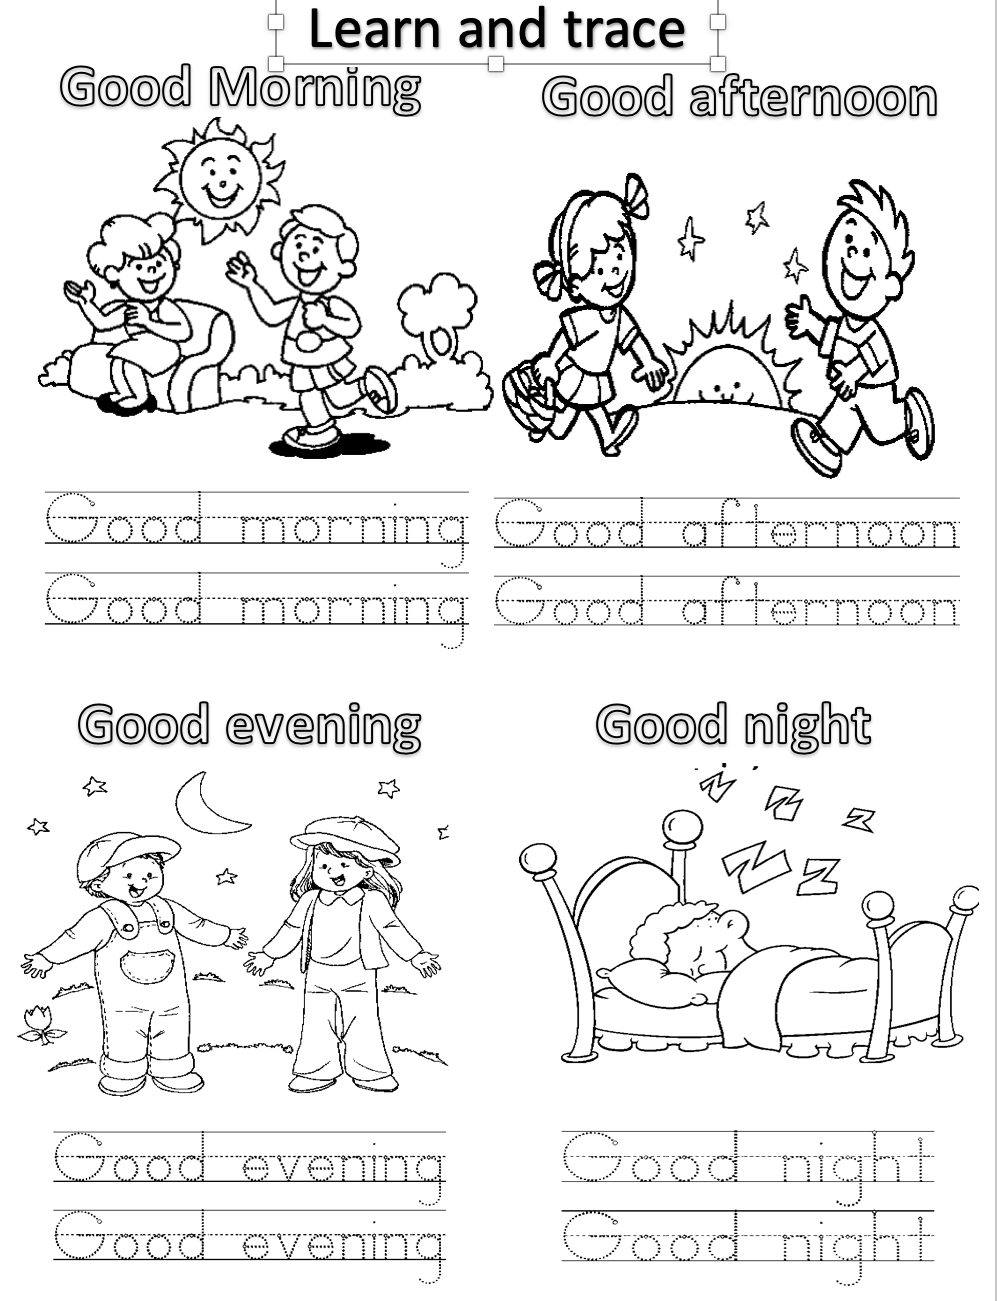 Learn and trace
Good Morning
Good afternoon
Good morning
Good morning
Good afternoon
Good afternoon
Good evening
Good night
Z Z Z
Z Z
Good evening
Good evening
Good night
Good night